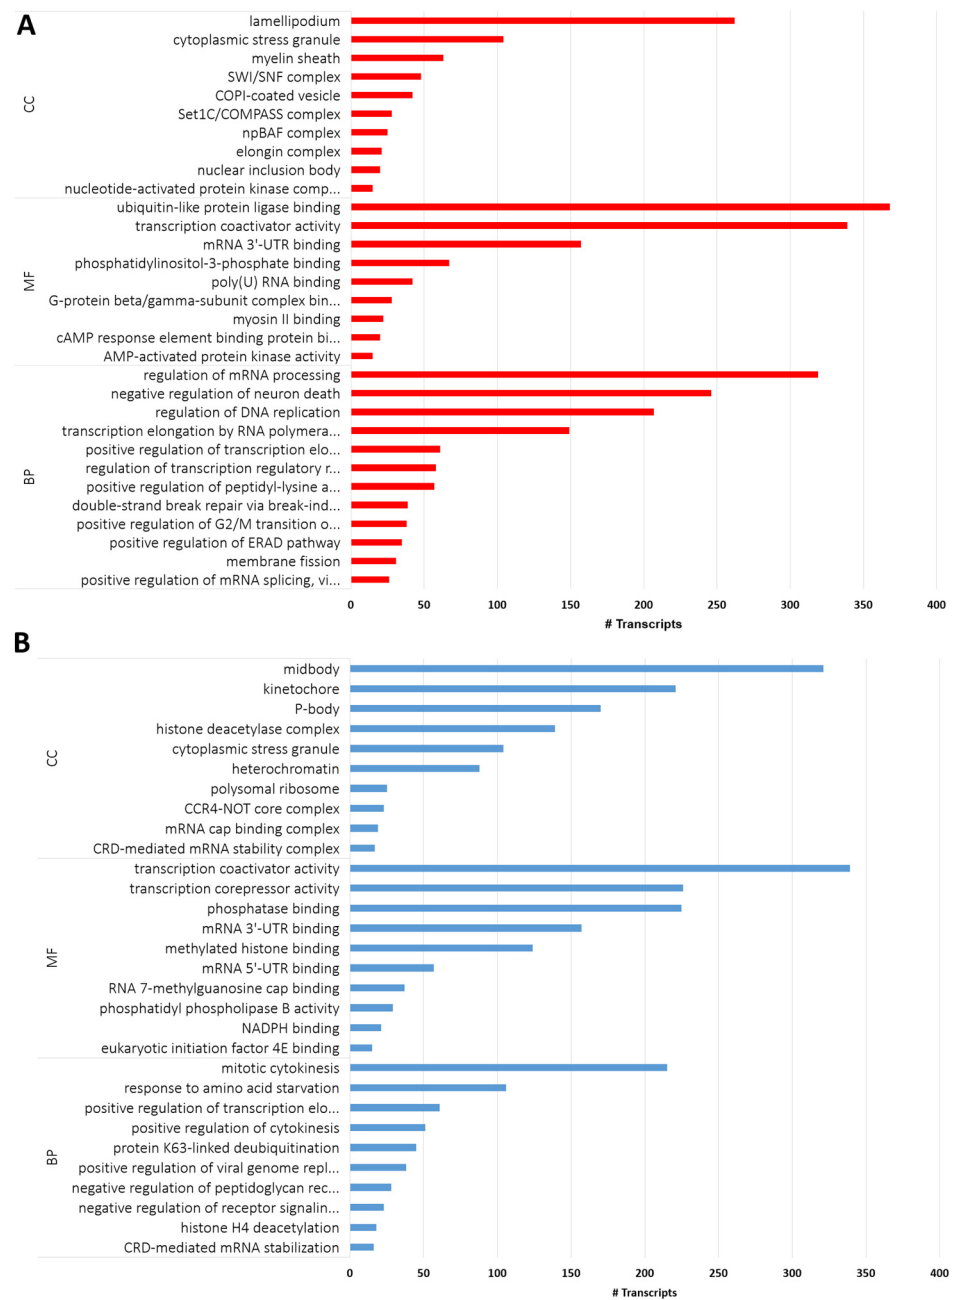 A
CC
lamellipodium
cytoplasmic stress granule
myelin sheath
SWI/SNF complex
COPI-coated vesicle
Set1C/COMPASS complex
npBAF complex
elongin complex
nuclear inclusion body
nucleotide-activated protein kinase comp...
MF
ubiquitin-like protein ligase binding
transcription coactivator activity
mRNA 3'-UTR binding
phosphatidylinositol-3-phosphate binding
poly(U) RNA binding
G-protein beta/gamma-subunit complex bin...
myosin II binding
cAMP response element binding protein bi...
AMP-activated protein kinase activity
BP
regulation of mRNA processing
negative regulation of neuron death
regulation of DNA replication
transcription elongation by RNA polymera...
positive regulation of transcription elo...
regulation of transcription regulatory r...
positive regulation of peptidyl-lysine a...
double-strand break repair via break-ind...
positive regulation of G2/M transition o...
positive regulation of ERAD pathway
membrane fission
positive regulation of mRNA splicing, vi...
0 50 100 150 200 250 300 350 400
# Transcripts
B
CC
midbody
kinetochore
P-body
histone deacetylase complex
cytoplasmic stress granule
heterochromatin
polysomal ribosome
CCR4-NOT core complex
mRNA cap binding complex
CRD-mediated mRNA stability complex
MF
transcription coactivator activity
transcription corepressor activity
phosphatase binding
mRNA 3'-UTR binding
methylated histone binding
mRNA 5'-UTR binding
RNA 7-methylguanosine cap binding
phosphatidyl phospholipase B activity
NADPH binding
eukaryotic initiation factor 4E binding
BP
mitotic cytokinesis
response to amino acid starvation
positive regulation of transcription elo...
positive regulation of cytokinesis
protein K63-linked deubiquitination
positive regulation of viral genome repl...
negative regulation of peptidoglycan rec...
negative regulation of receptor signalin...
histone H4 deacetylation
CRD-mediated mRNA stabilization
0 50 100 150 200 250 300 350 400
# Transcripts